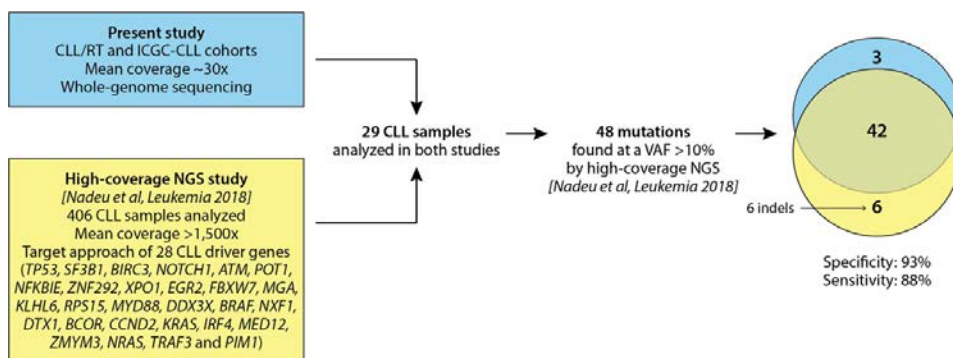 Present study
CLL/RT and ICGC-CLL cohorts
Mean coverage ~30x
Whole-genome sequencing
High-coverage NGS study
[Nadeu et al, Leukemia 2018]
406 CLL samples analyzed
Mean coverage >1,500x
Target approach of 28 CLL driver genes
(TP53, SF3B1, BIRC3, NOTCH1, ATM, POT1,
NFKBIE, ZNF292, XPO1, EGR2, FBXW7, MGA,
KLHL6, RPS15, MYD88, DDX3X, BRAF, NXF1,
DTX1, BCOR, CCND2, KRAS, IRF4, MED12,
ZMYM3, NRAS, TRAF3 and PIM1)
29 CLL samples
analyzed in both studies
48 mutations
found at a VAF >10%
by high-coverage NGS
[Nadeu et al, Leukemia 2018]
3
42
6 indels
6
Specificity: 93%
Sensitivity: 88%